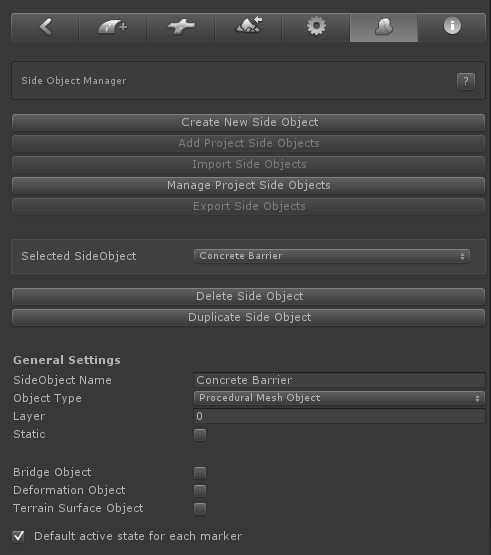 Side Object Manager ?
Create New Side Object
Add Project Side Objects
Import Side Objects
Manage Project Side Objects
Export Side Objects
Selected SideObject Concrete Barrier
Delete Side Object
Duplicate Side Object
General Settings
SideObject Name Concrete Barrier
Object Type Procedural Mesh Object
Layer 0
Static
Bridge Object
Deformation Object
Terrain Surface Object
Default active state for each marker